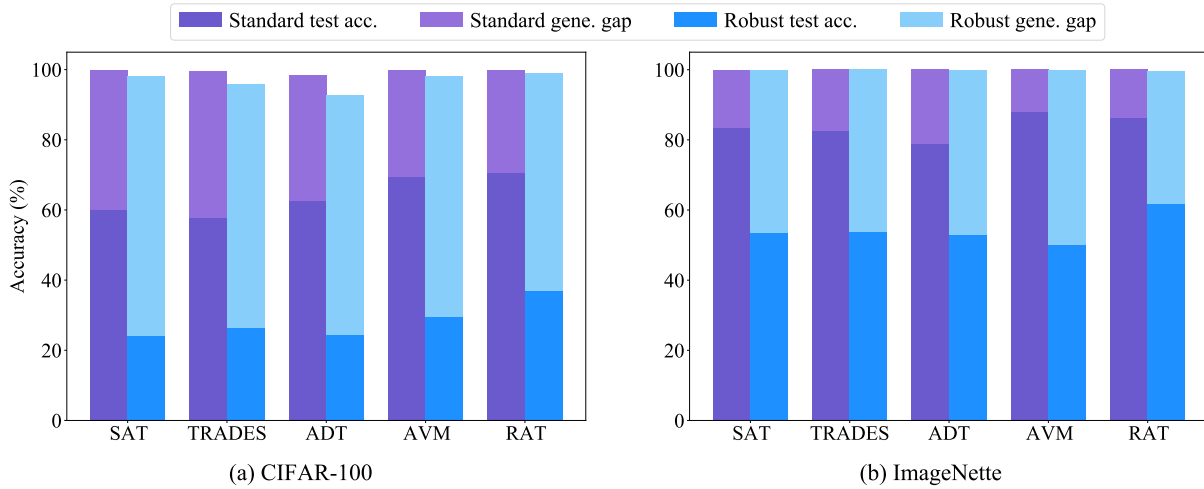 Standard test acc. Standard gene. gap Robust test acc. Robust gene. gap
Accuracy (%)
100
80
60
40
20
0
SAT TRADES ADT AVM RAT
(a) CIFAR-100
100
80
60
40
20
0
SAT TRADES ADT AVM RAT
(b) ImageNette